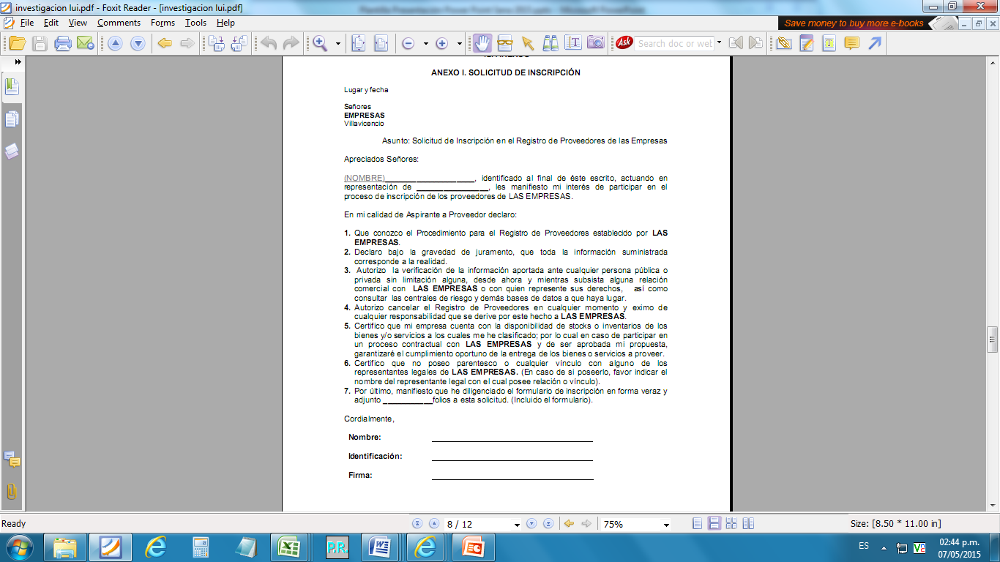 investigacion lui.pdf - Foxit Reader - [investigacion lui.pdf]
File Edit View Comments Forms Tools Help
Save money to buy more e-books
Ask Search doc or web
ANEXO I. SOLICITUD DE INSCRIPCIÓN
Lugar y fecha
Señores
EMPRESAS
Villavicencio
Asunto: Solicitud de Inscripción en el Registro de Proveedores de las Empresas
Apreciados Señores:
(NOMBRE)____________________, identificado al final de éste escrito, actuando en
representación de ________________, les manifiesto mi interés de participar en el
proceso de inscripción de los proveedores de LAS EMPRESAS.
En mi calidad de Aspirante a Proveedor declaro:
1. Que conozco el Procedimiento para el Registro de Proveedores establecido por LAS
EMPRESAS.
2. Declaro bajo la gravedad de juramento, que toda la información suministrada
corresponde a la realidad.
3. Autorizo la verificación de la información aportada ante cualquier persona pública o
privada sin limitación alguna, desde ahora y mientras subsista alguna relación
comercial con LAS EMPRESAS o con quien represente sus derechos, así como
consultar las centrales de riesgo y demás bases de datos a que haya lugar.
4. Autorizo cancelar el Registro de Proveedores en cualquier momento y eximo de
cualquier responsabilidad que se derive por este hecho a LAS EMPRESAS.
5. Certifico que mi empresa cuenta con la disponibilidad de stocks o inventarios de los
bienes y/o servicios a los cuales me he clasificado; por lo cual en caso de participar en
un proceso contractual con LAS EMPRESAS y de ser aprobada mi propuesta,
garantizaré el cumplimiento oportuno de la entrega de los bienes o servicios a proveer.
6. Certifico que no poseo parentesco o cualquier vínculo con alguno de los
representantes legales de LAS EMPRESAS. (En caso de si poseerlo, favor indicar el
nombre del representante legal con el cual posee relación o vínculo).
7. Por último, manifiesto que he diligenciado el formulario de inscripción en forma veraz y
adjunto ___________folios a esta solicitud. (Incluido el formulario).
Cordialmente,
Nombre:
Identificación:
Firma:
Ready 8 / 12 75% Size: [8.50 * 11.00 in]
P.R. ES 02:44 p.m.
07/05/2015